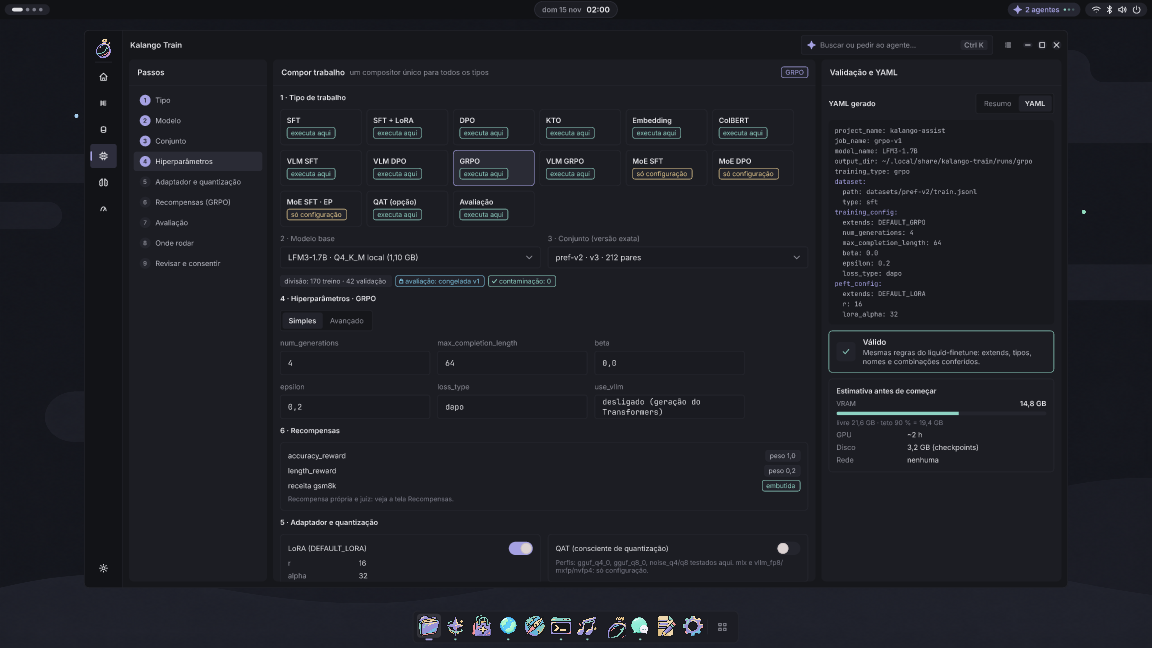 dom 15 nov 02:00
2 agentes
Kalango Train
Buscar ou pedir ao agente... Ctrl K
Passos
1 Tipo
2 Modelo
3 Conjunto
4 Hiperparâmetros
5 Adaptador e quantização
6 Recompensas (GRPO)
7 Avaliação
8 Onde rodar
9 Revisar e consentir
Compor trabalho um compositor único para todos os tipos GRPO
1 · Tipo de trabalho
SFT SFT + LoRA DPO KTO Embedding ColBERT
executa aqui executa aqui executa aqui executa aqui executa aqui executa aqui
VLM SFT VLM DPO GRPO VLM GRPO MoE SFT MoE DPO
executa aqui executa aqui executa aqui executa aqui só configuração só configuração
MoE SFT · EP QAT (opção) Avaliação
só configuração executa aqui executa aqui
2 · Modelo base 3 · Conjunto (versão exata)
LFM3-1.7B · Q4_K_M local (1,10 GB) pref-v2 · v3 · 212 pares
divisão: 170 treino · 42 validação avaliação: congelada v1 contaminação: 0
4 · Hiperparâmetros · GRPO
Simples Avançado
num_generations max_completion_length beta
4 64 0,0
epsilon loss_type use_vllm
0,2 dapo desligado (geração do
Transformers)
6 · Recompensas
accuracy_reward peso 1,0
length_reward peso 0,2
receita gsm8k embutida
Recompensa própria e juiz: veja a tela Recompensas.
5 · Adaptador e quantização
LoRA (DEFAULT_LORA)
r 16
alpha 32
QAT (consciente de quantização)
Perfis: gguf_q4_0, gguf_q8_0, noise_q4/q8 testados aqui. mlx e vllm_fp8/
mxfp/nvfp4: só configuração.
Validação e YAML
YAML gerado Resumo YAML
project_name: kalango-assist
job_name: grpo-v1
model_name: LFM3-1.7B
output_dir: ~/.local/share/kalango-train/runs/grpo
training_type: grpo
dataset:
path: datasets/pref-v2/train.jsonl
type: sft
training_config:
extends: DEFAULT_GRPO
num_generations: 4
max_completion_length: 64
beta: 0.0
epsilon: 0.2
loss_type: dapo
peft_config:
extends: DEFAULT_LORA
r: 16
lora_alpha: 32
Válido
Mesmas regras do liquid-finetune: extends, tipos,
nomes e combinações conferidos.
Estimativa antes de começar
VRAM 14,8 GB
livre 21,6 GB · teto 90 % = 19,4 GB
GPU ~2 h
Disco 3,2 GB (checkpoints)
Rede nenhuma